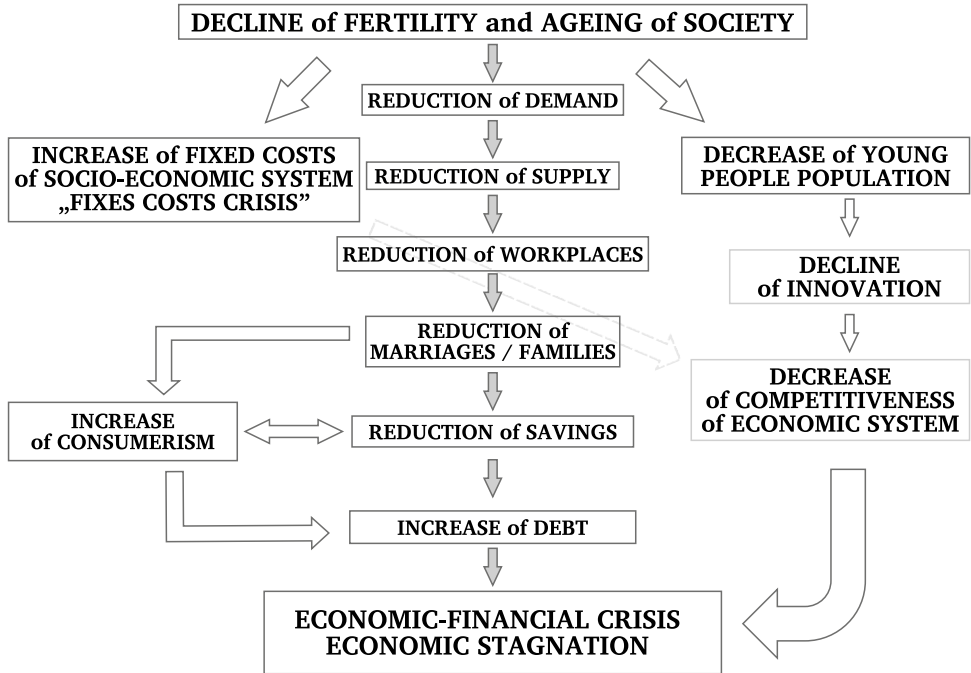 DECLINE of FERTILITY and AGEING of SOCIETY
REDUCTION of DEMAND
INCREASE of FIXED COSTS
of SOCIO-ECONOMIC SYSTEM
„FIXES COSTS CRISIS”
REDUCTION of SUPPLY
DECREASE of YOUNG
PEOPLE POPULATION
REDUCTION of WORKPLACES
DECLINE
of INNOVATION
REDUCTION of
MARRIAGES / FAMILIES
DECREASE
of COMPETITIVENESS
of ECONOMIC SYSTEM
INCREASE
of CONSUMERISM
REDUCTION of SAVINGS
INCREASE of DEBT
ECONOMIC-FINANCIAL CRISIS
ECONOMIC STAGNATION